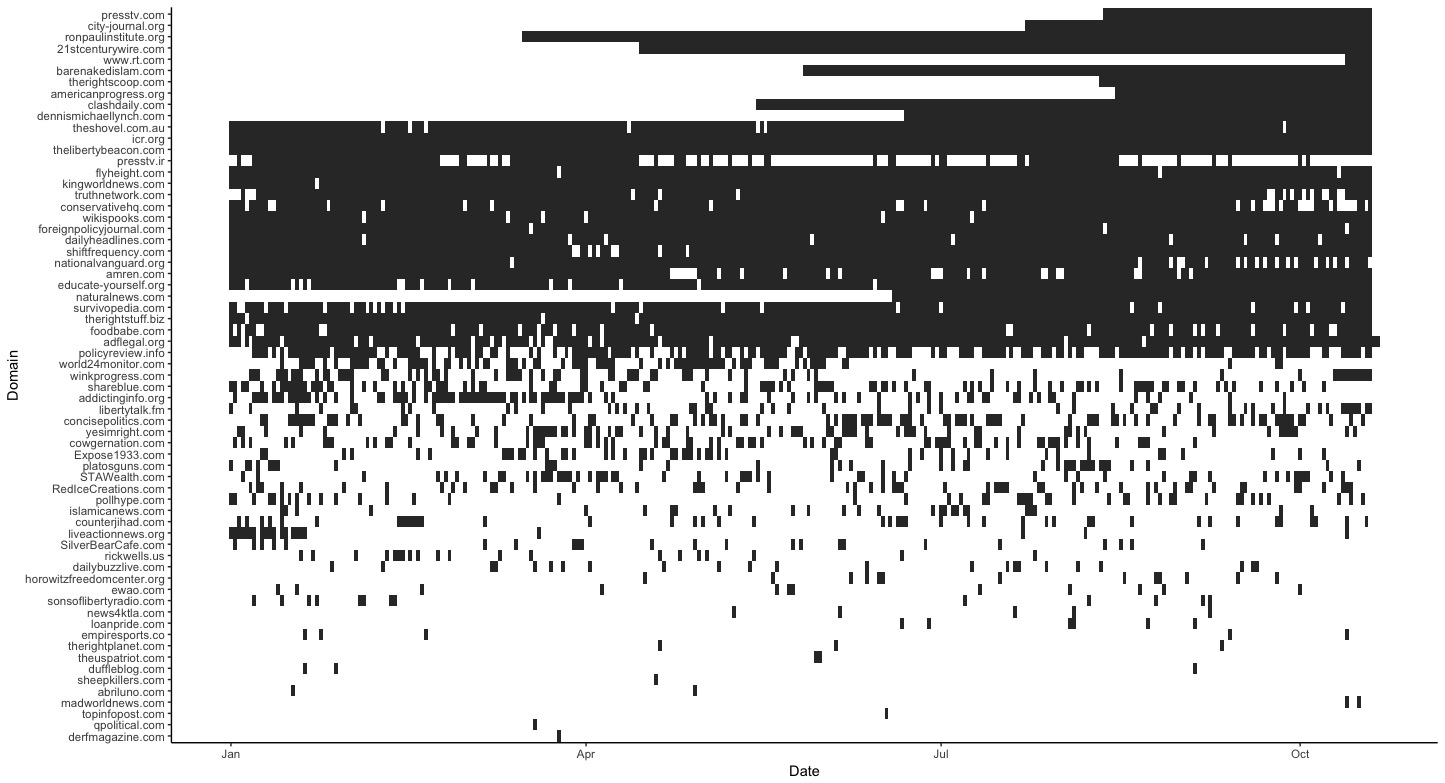 presstv.com
city-journal.org
ronpaulinstitute.org
21stcenturywire.com
www.rt.com
barenakedislam.com
therightscoop.com
americanprogress.org
clashdaily.com
dennismichaellynch.com
theshovel.com.au
icr.org
thelibertybeacon.com
presstv.ir
flyheight.com
kingworldnews.com
truthnetwork.com
conservativehq.com
wikispooks.com
foreignpolicyjournal.com
dailyheadlines.com
shiftfrequency.com
nationalvanguard.org
amren.com
educate-yourself.org
naturalnews.com
survivopedia.com
therightstuff.biz
foodbabe.com
adflegal.org
policyreview.info
world24monitor.com
winkprogress.com
shareblue.com
addictinginfo.org
libertytalk.fm
concisepolitics.com
yesimright.com
cowgernation.com
Expose1933.com
platosguns.com
STAWealth.com
RedIceCreations.com
pollhype.com
islamicanews.com
counterjihad.com
liveactionnews.org
SilverBearCafe.com
rickwells.us
dailybuzzlive.com
horowitzfreedomcenter.org
ewao.com
sonsoflibertyradio.com
news4ktla.com
loanpride.com
empiresports.co
therightplanet.com
theuspatriot.com
duffleblog.com
sheepkillers.com
abriluno.com
madworldnews.com
topinfopost.com
qpolitical.com
derfmagazine.com
Domain
Jan Apr Jul Oct
Date